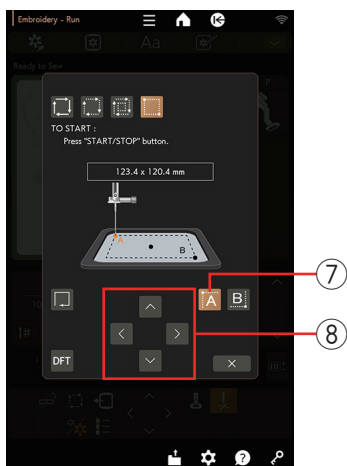 Embroidery - Run
Aa
Ready to Sew
P
TO START :
Press "START/STOP" button.
123.4 x 120.4 mm
A
B
A
B
⑦
⑧
DFT
×
?